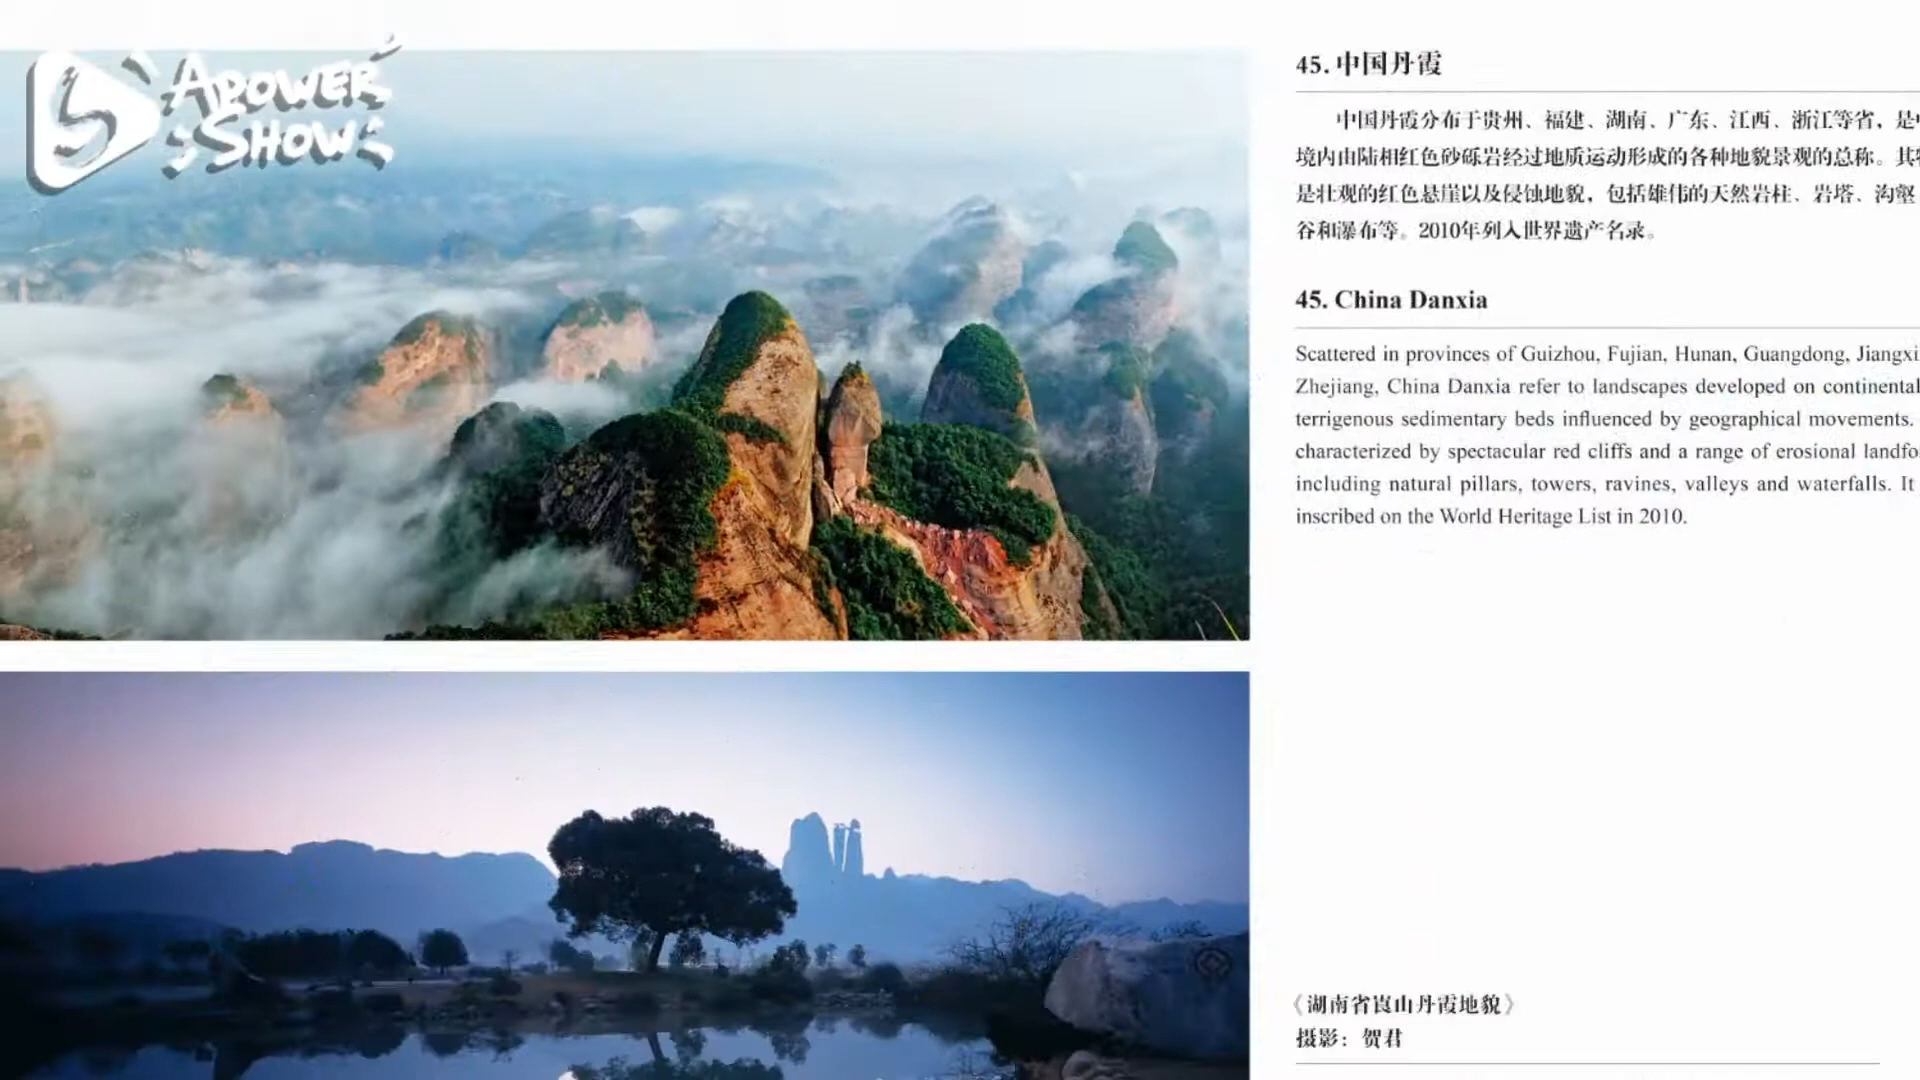 APOWER
SHOW
45. 中国丹霞
中国丹霞分布于贵州、福建、湖南、广东、江西、浙江等省，是
境内由陆相红色砂砾岩经过地质运动形成的各种地貌景观的总称。其
是壮观的红色悬崖以及侵蚀地貌，包括雄伟的天然岩柱、岩塔、沟壑
谷和瀑布等。2010年列入世界遗产名录。
45. China Danxia
Scattered in provinces of Guizhou, Fujian, Hunan, Guangdong, Jiangxi
Zhejiang, China Danxia refer to landscapes developed on continental
terrigenous sedimentary beds influenced by geographical movements.
characterized by spectacular red cliffs and a range of erosional landfo
including natural pillars, towers, ravines, valleys and waterfalls. It
inscribed on the World Heritage List in 2010.
《湖南省崀山丹霞地貌》
摄影：贺君